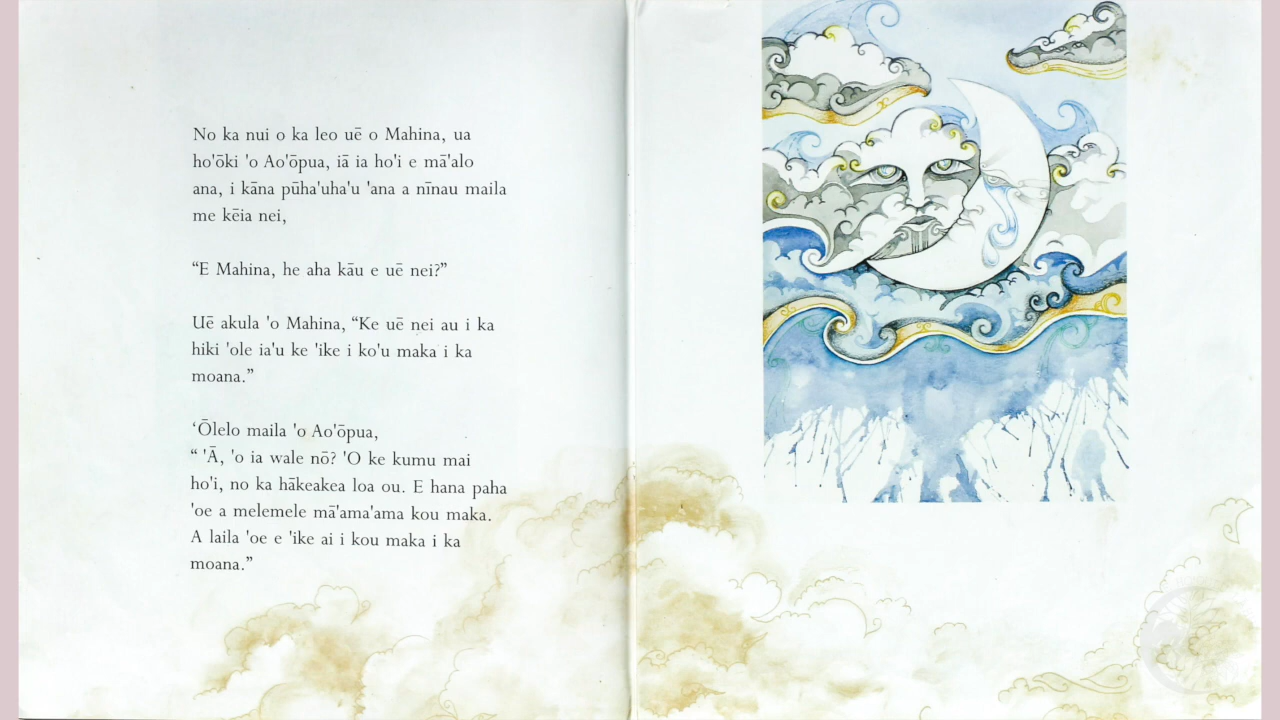 No ka nui o ka leo uē o Mahina, ua
ho'ōki 'o Ao'ōpua, iā ia ho'i e mā'alo
ana, i kāna pūha'uha'u 'ana a nīnau maila
me kēia nei,
“E Mahina, he aha kāu e uē nei?”
Uē akula 'o Mahina, “Ke uē nei au i ka
hiki 'ole ia'u ke 'ike i ko'u maka i ka
moana.”
‘Ōlelo maila 'o Ao'ōpua,
“ 'Ā, 'o ia wale nō? 'O ke kumu mai
ho'i, no ka hākeakea loa ou. E hana paha
'oe a melemele mā'ama'ama kou maka.
A laila 'oe e 'ike ai i kou maka i ka
moana.”